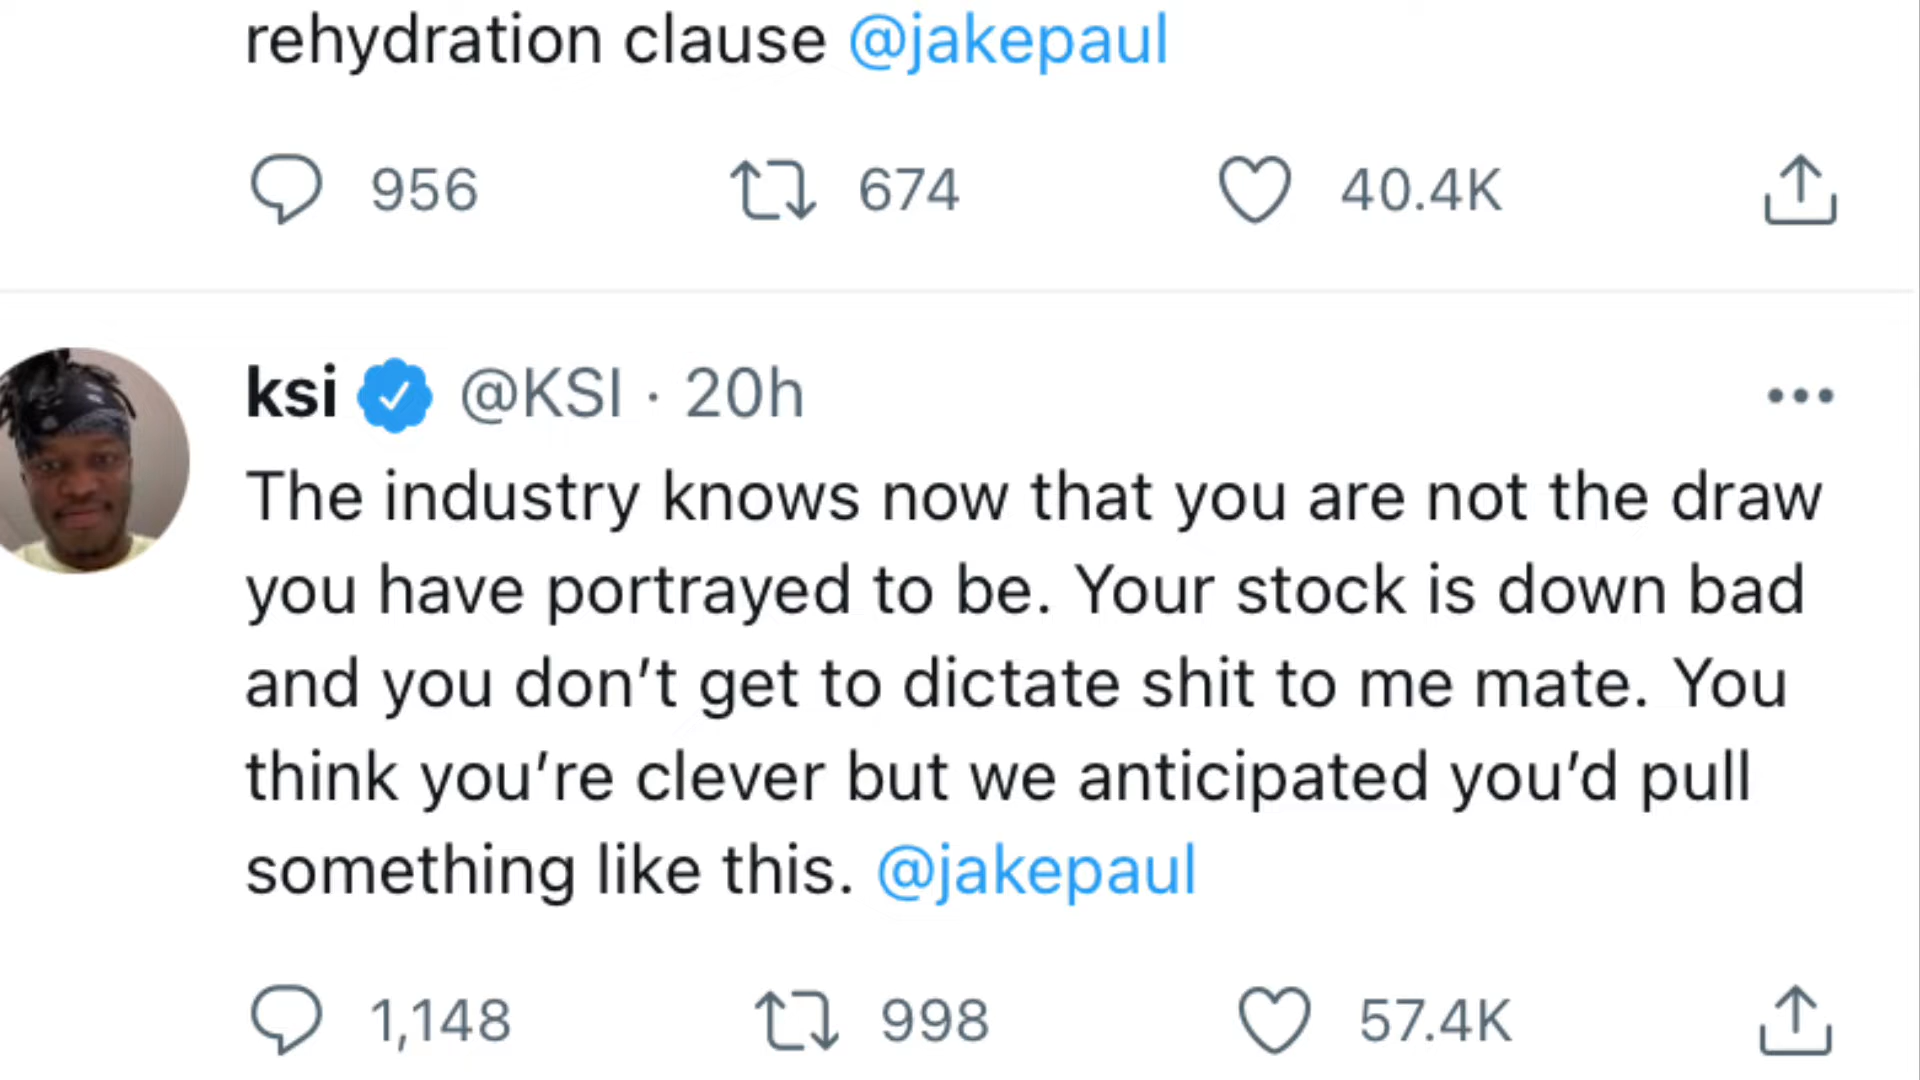 rehydration clause @jakepaul
956 674 40.4K
ksi @KSI · 20h
The industry knows now that you are not the draw
you have portrayed to be. Your stock is down bad
and you don’t get to dictate shit to me mate. You
think you’re clever but we anticipated you’d pull
something like this. @jakepaul
1,148 998 57.4K